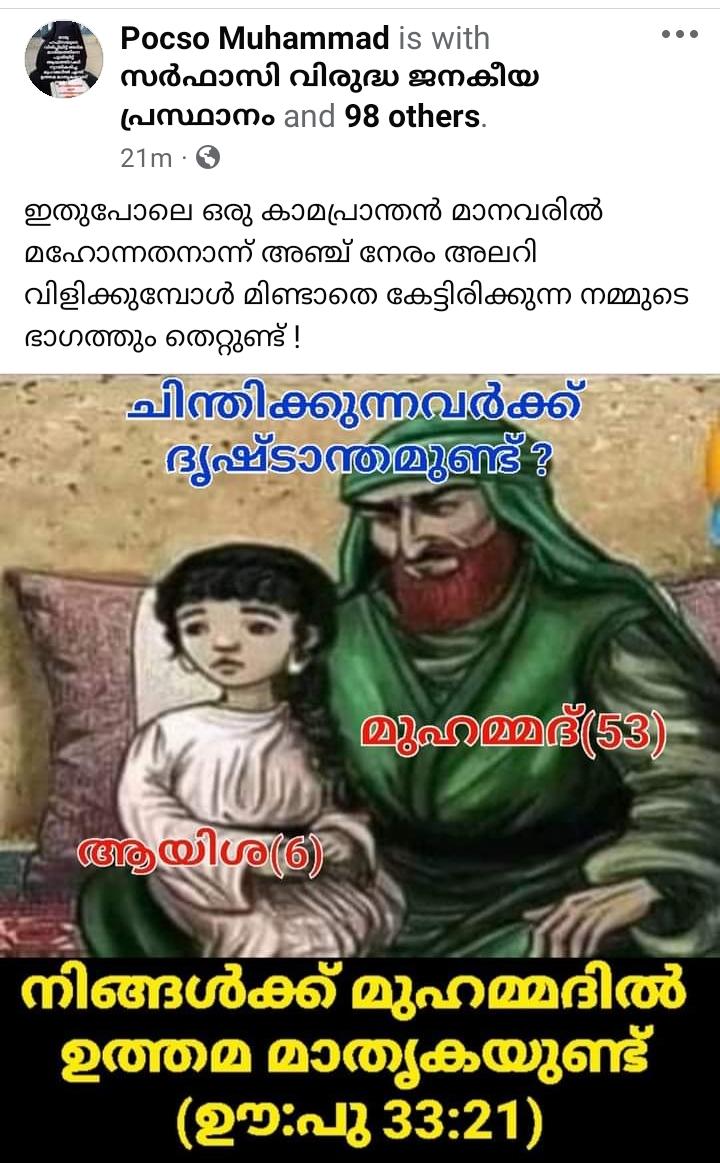 Pocso Muhammad is with
സർഫാസി വിരുദ്ധ ജനകീയ
പ്രസ്ഥാനം and 98 others.
21m ·
ഇതുപോലെ ഒരു കാമപ്രാന്തൻ മാനവരിൽ
മഹോന്നതനാന്ന് അഞ്ച് നേരം അലറി
വിളിക്കുമ്പോൾ മിണ്ടാതെ കേട്ടിരിക്കുന്ന നമ്മുടെ
ഭാഗത്തും തെറ്റുണ്ട് !
ചിന്തിക്കുന്നവർക്ക്
ദൃഷ്ടാന്തമുണ്ട് ?
മുഹമ്മദ്(53)
ആയിശ(6)
നിങ്ങൾക്ക് മുഹമ്മദിൽ
ഉത്തമ മാതൃകയുണ്ട്
(ഊ:പു 33:21)